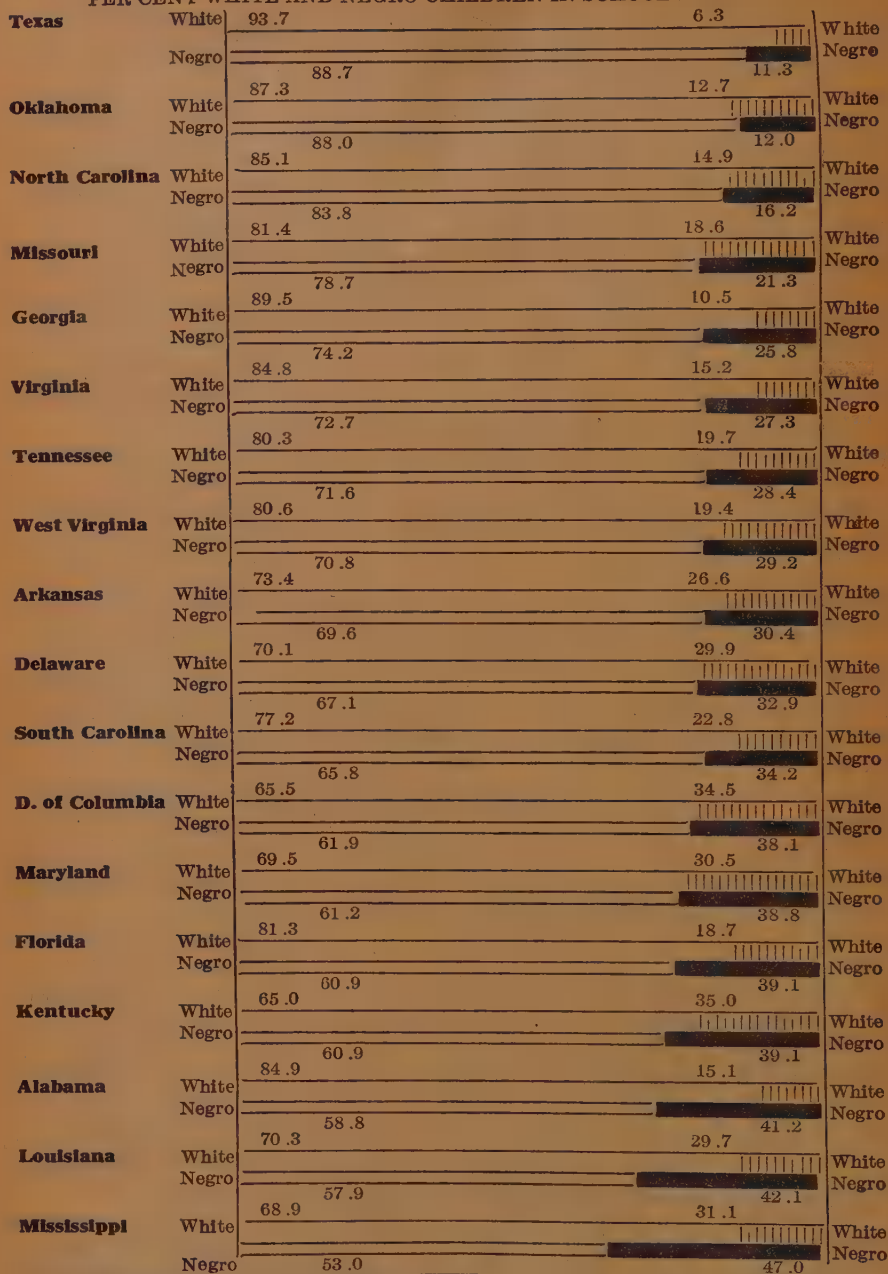 PER CENT WHITE AND NEGRO CHILDREN IN SCHOOL
Texas White 93.7 6.3 White
Negro 88.7 11.3 Negro
Oklahoma White 87.3 12.7 White
Negro 88.0 12.0 Negro
North Carolina White 85.1 14.9 White
Negro 83.8 16.2 Negro
Missouri White 81.4 18.6 White
Negro 78.7 21.3 Negro
Georgia White 89.5 10.5 White
Negro 74.2 25.8 Negro
Virginia White 84.8 15.2 White
Negro 72.7 27.3 Negro
Tennessee White 80.3 19.7 White
Negro 71.6 28.4 Negro
West Virginia White 80.6 19.4 White
Negro 70.8 29.2 Negro
Arkansas White 73.4 26.6 White
Negro 69.6 30.4 Negro
Delaware White 70.1 29.9 White
Negro 67.1 32.9 Negro
South Carolina White 77.2 22.8 White
Negro 65.8 34.2 Negro
D. of Columbia White 65.5 34.5 White
Negro 61.9 38.1 Negro
Maryland White 69.5 30.5 White
Negro 61.2 38.8 Negro
Florida White 81.3 18.7 White
Negro 60.9 39.1 Negro
Kentucky White 65.0 35.0 White
Negro 60.9 39.1 Negro
Alabama White 84.9 15.1 White
Negro 58.8 41.2 Negro
Louisiana White 70.3 29.7 White
Negro 57.9 42.1 Negro
Mississippi White 68.9 31.1 White
Negro 53.0 47.0 Negro